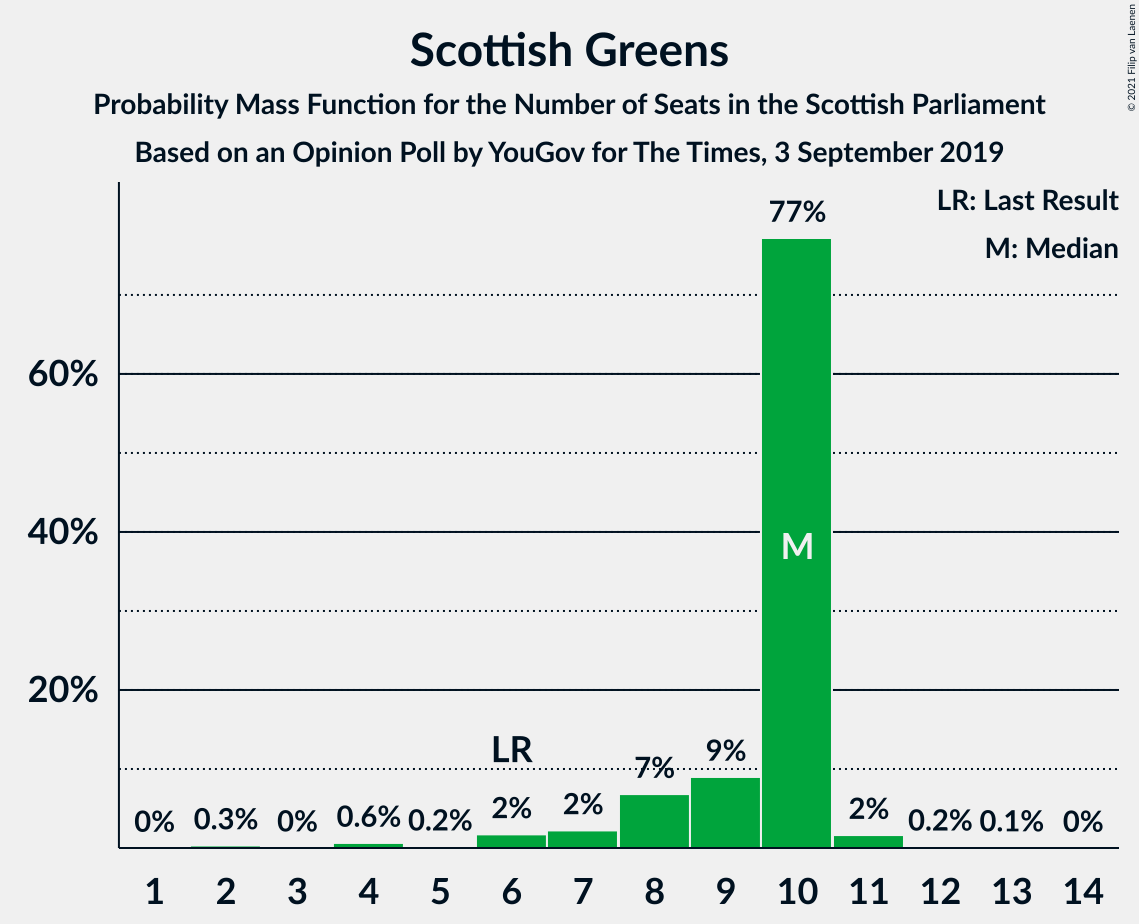 Scottish Greens
Probability Mass Function for the Number of Seats in the Scottish Parliament
Based on an Opinion Poll by YouGov for The Times, 3 September 2019
© 2021 Filip van Laenen
LR: Last Result
M: Median
77%
60%
40%
20%
M
LR
0% 0.3% 0% 0.6% 0.2% 2% 2% 7% 9% 2% 0.2% 0.1% 0%
1 2 3 4 5 6 7 8 9 10 11 12 13 14